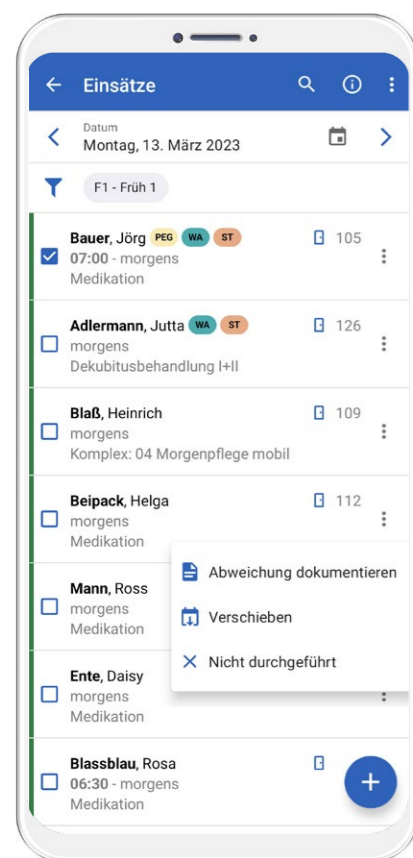 Einsätze
Datum
Montag, 13. März 2023
F1 - Früh 1
Bauer, Jörg PEG WA ST 105
07:00 - morgens
Medikation
Adlermann, Jutta WA ST 126
morgens
Dekubitusbehandlung I+II
Blaß, Heinrich 109
morgens
Komplex: 04 Morgenpflege mobil
Beipack, Helga 112
morgens
Medikation
Abweichung dokumentieren
Verschieben
Nicht durchgeführt
Mann, Ross
morgens
Medikation
Ente, Daisy
morgens
Medikation
Blassblau, Rosa
06:30 - morgens
Medikation